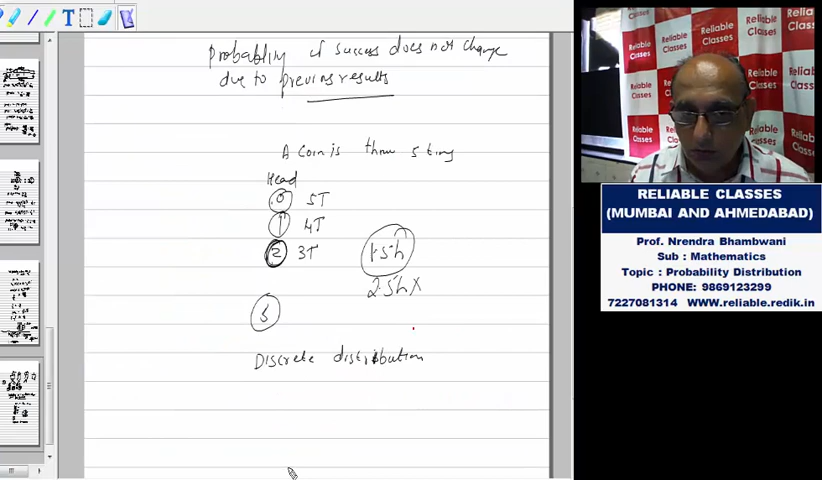 Probability of success does not change
due to previous results
A coin is thrown 5 times
Head
0 5T
1 4T
2 3T
1.5h
2.5h X
5
Discrete distribution
Reliable Classes
RELIABLE CLASSES
(MUMBAI AND AHMEDABAD)
Prof. Nrendra Bhambwani
Sub : Mathematics
Topic : Probability Distribution
PHONE: 9869123299
7227081314 WWW.reliable.redik.in